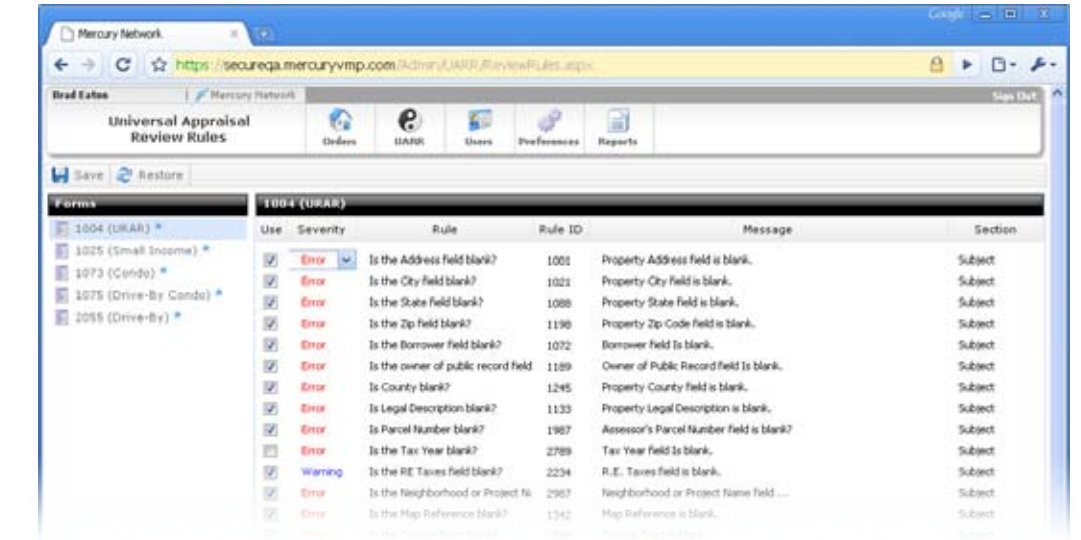 Google
Mercury Network
https://secureqa.mercuryvmp.com/Admin/UARR/ReviewRules.aspx
Brad Eaton | Mercury Network Sign Out
Universal Appraisal
Review Rules
Orders UARR Users Preferences Reports
Save Restore
Forms
1004 (URAR) *
1025 (Small Income) *
1073 (Condo) *
1075 (Drive-By Condo) *
2055 (Drive-By) *
1004 (URAR)
Use Severity Rule Rule ID Message Section
Error Is the Address field blank? 1001 Property Address field is blank. Subject
Error Is the City field blank? 1021 Property City field is blank. Subject
Error Is the State field blank? 1088 Property State field is blank. Subject
Error Is the Zip field blank? 1198 Property Zip Code field is blank. Subject
Error Is the Borrower field blank? 1072 Borrower field Is blank. Subject
Error Is the owner of public record field 1189 Owner of Public Record field Is blank. Subject
Error Is County blank? 1245 Property County field is blank. Subject
Error Is Legal Description blank? 1133 Property Legal Description is blank. Subject
Error Is Parcel Number blank? 1987 Assessor's Parcel Number field is blank? Subject
Error Is the Tax Year blank? 2789 Tax Year field Is blank. Subject
Warning Is the RE Taxes field blank? 2234 R.E. Taxes field is blank. Subject
Error Is the Neighborhood or Project N 2987 Neighborhood or Project Name field .... Subject
Error Is the Map Reference blank? 1342 Map Reference is blank. Subject